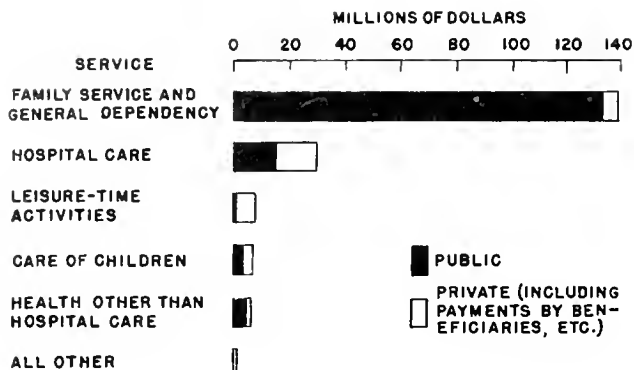 MILLIONS OF DOLLARS
0 20 40 60 80 100 120 140
SERVICE
FAMILY SERVICE AND
GENERAL DEPENDENCY
HOSPITAL CARE
LEISURE-TIME
ACTIVITIES
CARE OF CHILDREN
HEALTH OTHER THAN
HOSPITAL CARE
ALL OTHER
PUBLIC
PRIVATE (INCLUDING
PAYMENTS BY BEN-
EFICIARIES, ETC.)